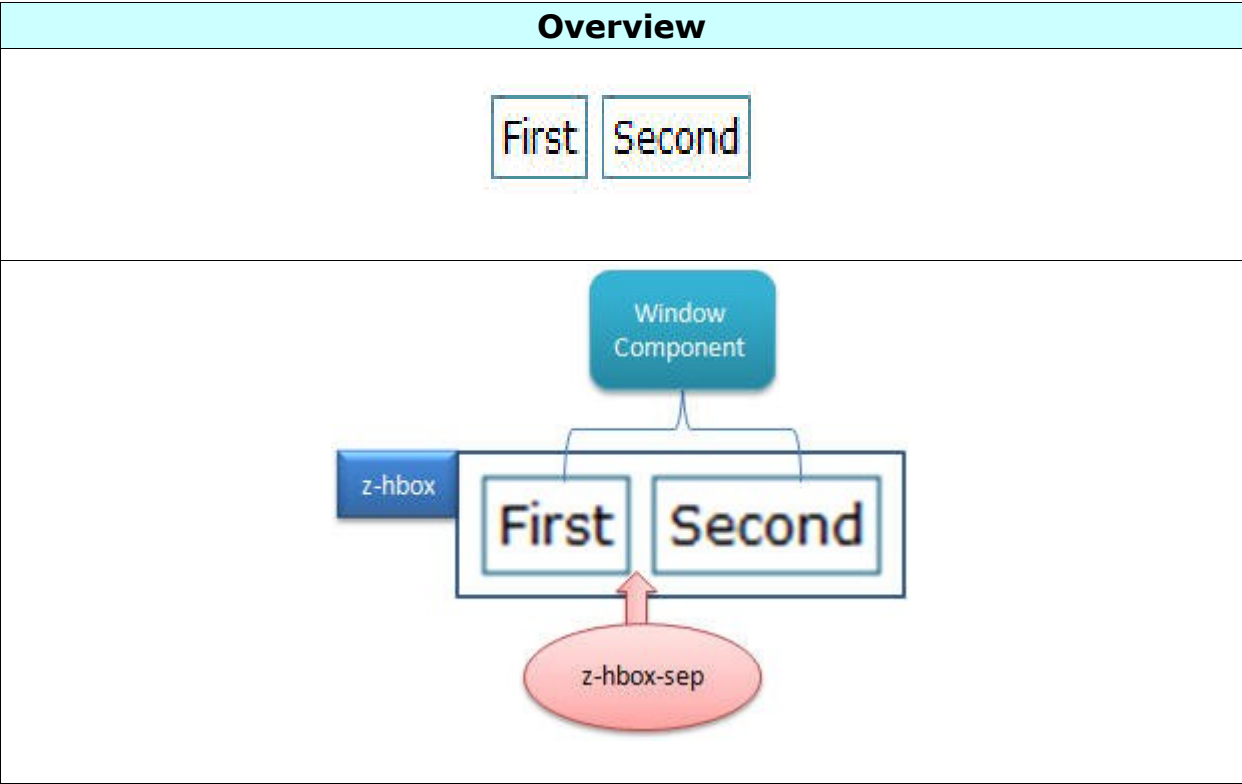 Overview
First Second
Window
Component
z-hbox
First Second
z-hbox-sep